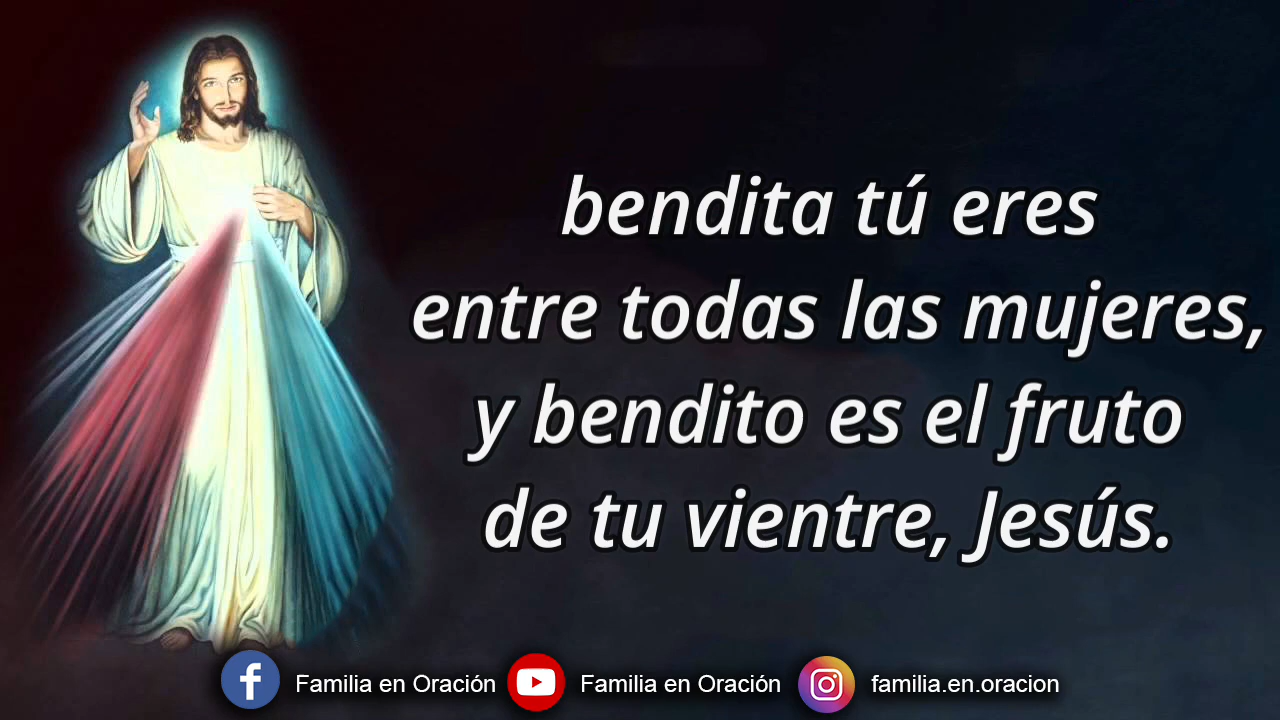 bendita tú eres
entre todas las mujeres,
y bendito es el fruto
de tu vientre, Jesús.
Familia en Oración Familia en Oración familia.en.oracion